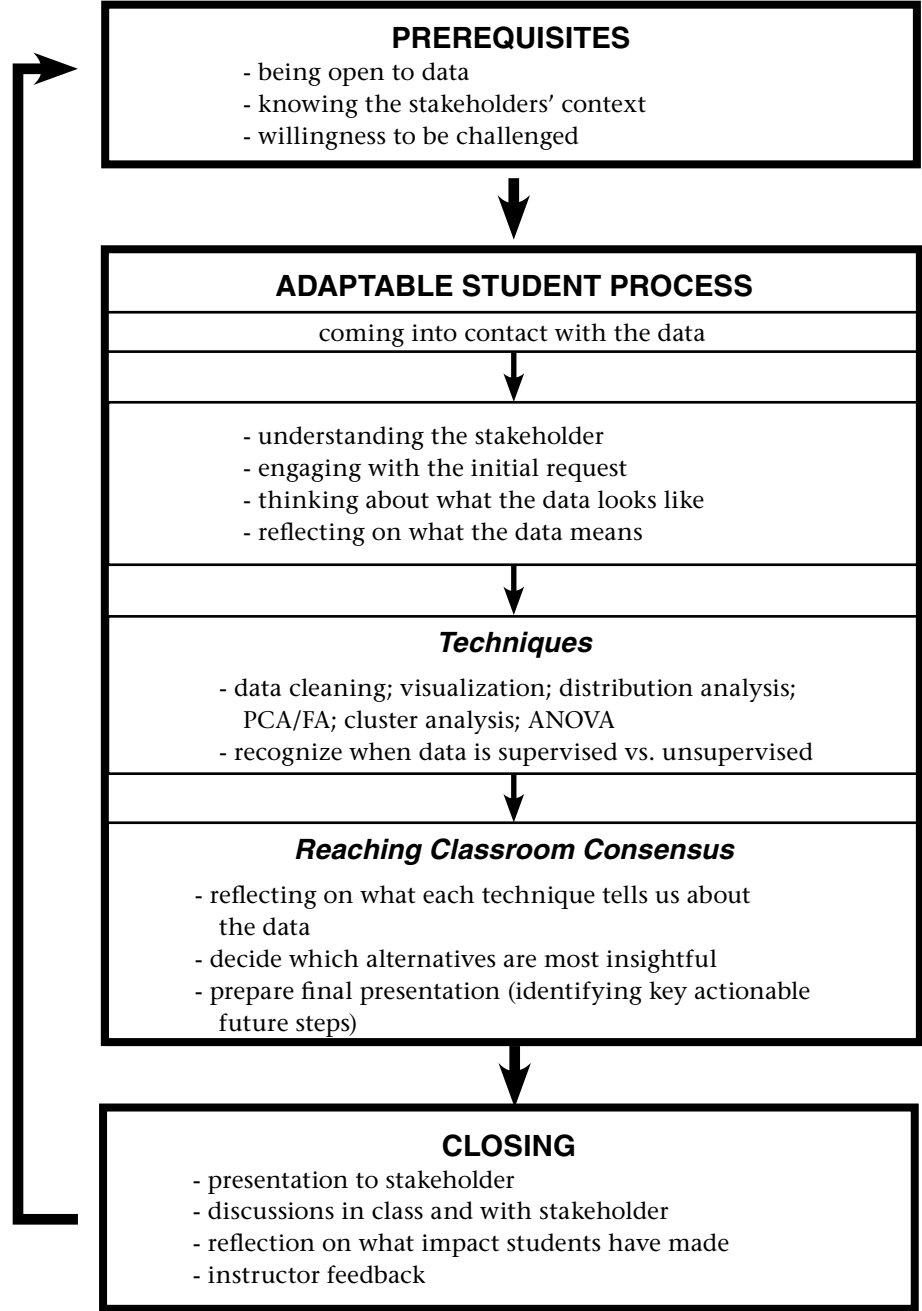 PREREQUISITES
- being open to data
- knowing the stakeholders’ context
- willingness to be challenged
ADAPTABLE STUDENT PROCESS
coming into contact with the data
- understanding the stakeholder
- engaging with the initial request
- thinking about what the data looks like
- reflecting on what the data means
Techniques
- data cleaning; visualization; distribution analysis;
PCA/FA; cluster analysis; ANOVA
- recognize when data is supervised vs. unsupervised
Reaching Classroom Consensus
- reflecting on what each technique tells us about
the data
- decide which alternatives are most insightful
- prepare final presentation (identifying key actionable
future steps)
CLOSING
- presentation to stakeholder
- discussions in class and with stakeholder
- reflection on what impact students have made
- instructor feedback